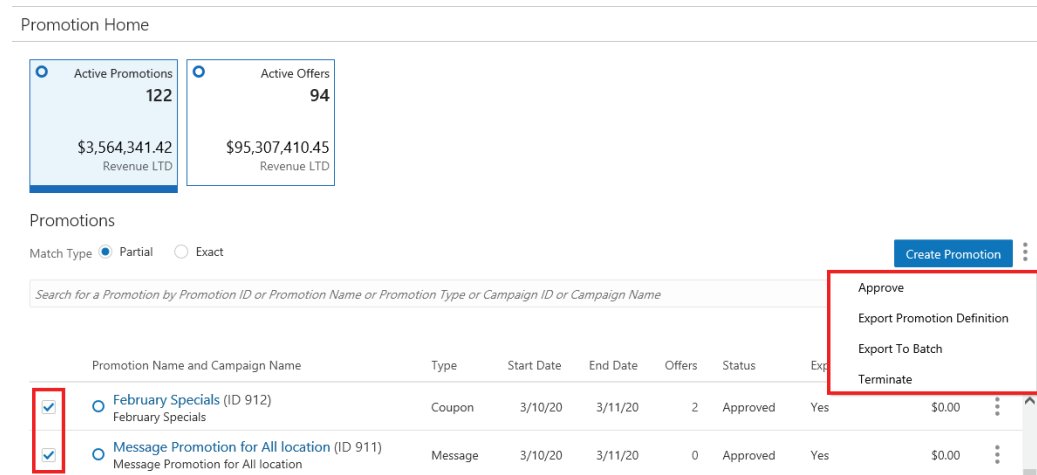 Promotion Home
Active Promotions
122
$3,564,341.42
Revenue LTD
Active Offers
94
$95,307,410.45
Revenue LTD
Promotions
Match Type Partial Exact
Create Promotion
Search for a Promotion by Promotion ID or Promotion Name or Promotion Type or Campaign ID or Campaign Name
Approve
Export Promotion Definition
Export To Batch
Terminate
Promotion Name and Campaign Name Type Start Date End Date Offers Status Exp
February Specials (ID 912)
February Specials
Coupon 3/10/20 3/11/20 2 Approved Yes $0.00
Message Promotion for All location (ID 911)
Message Promotion for All location
Message 3/10/20 3/11/20 0 Approved Yes $0.00